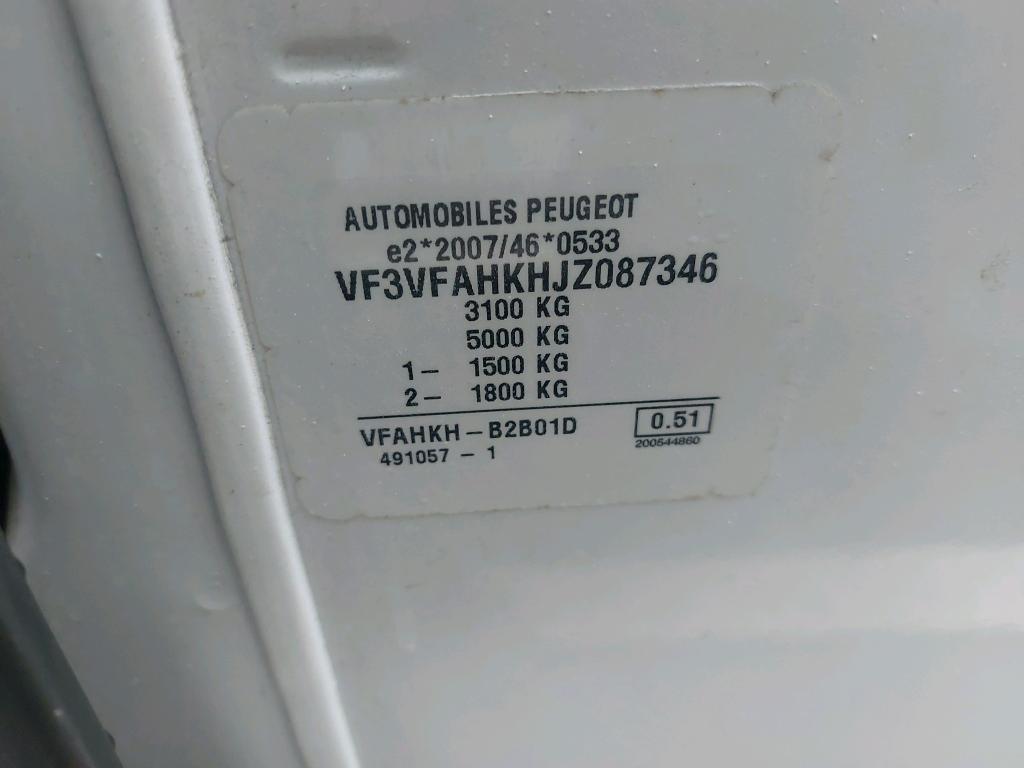 AUTOMOBILES PEUGEOT
e2*2007/46*0533
VF3VFAHKHJZ087346
3100 KG
5000 KG
1- 1500 KG
2- 1800 KG
VFAHKH-B2B01D
0.51
491057-1
200544860